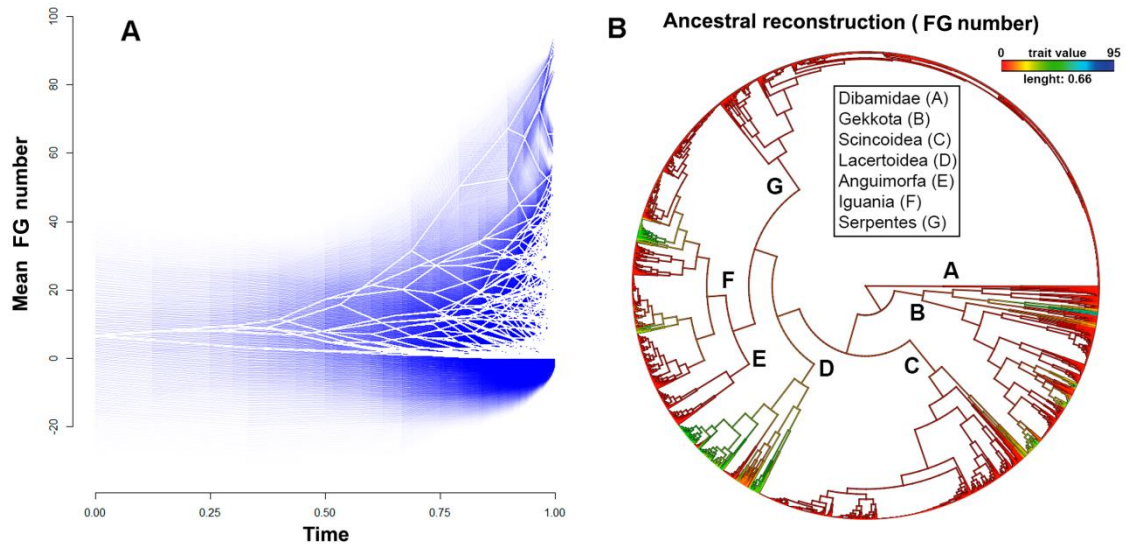 A
Mean FG number
100
80
60
40
20
0
-20
0.00 0.25 0.50 0.75 1.00
Time
B
Ancestral reconstruction ( FG number)
0 trait value 95
lenght: 0.66
Dibamidae (A)
Gekkota (B)
Scincoidea (C)
Lacertoidea (D)
Anguimorfa (E)
Iguania (F)
Serpentes (G)
G
A
F
B
E
D
C